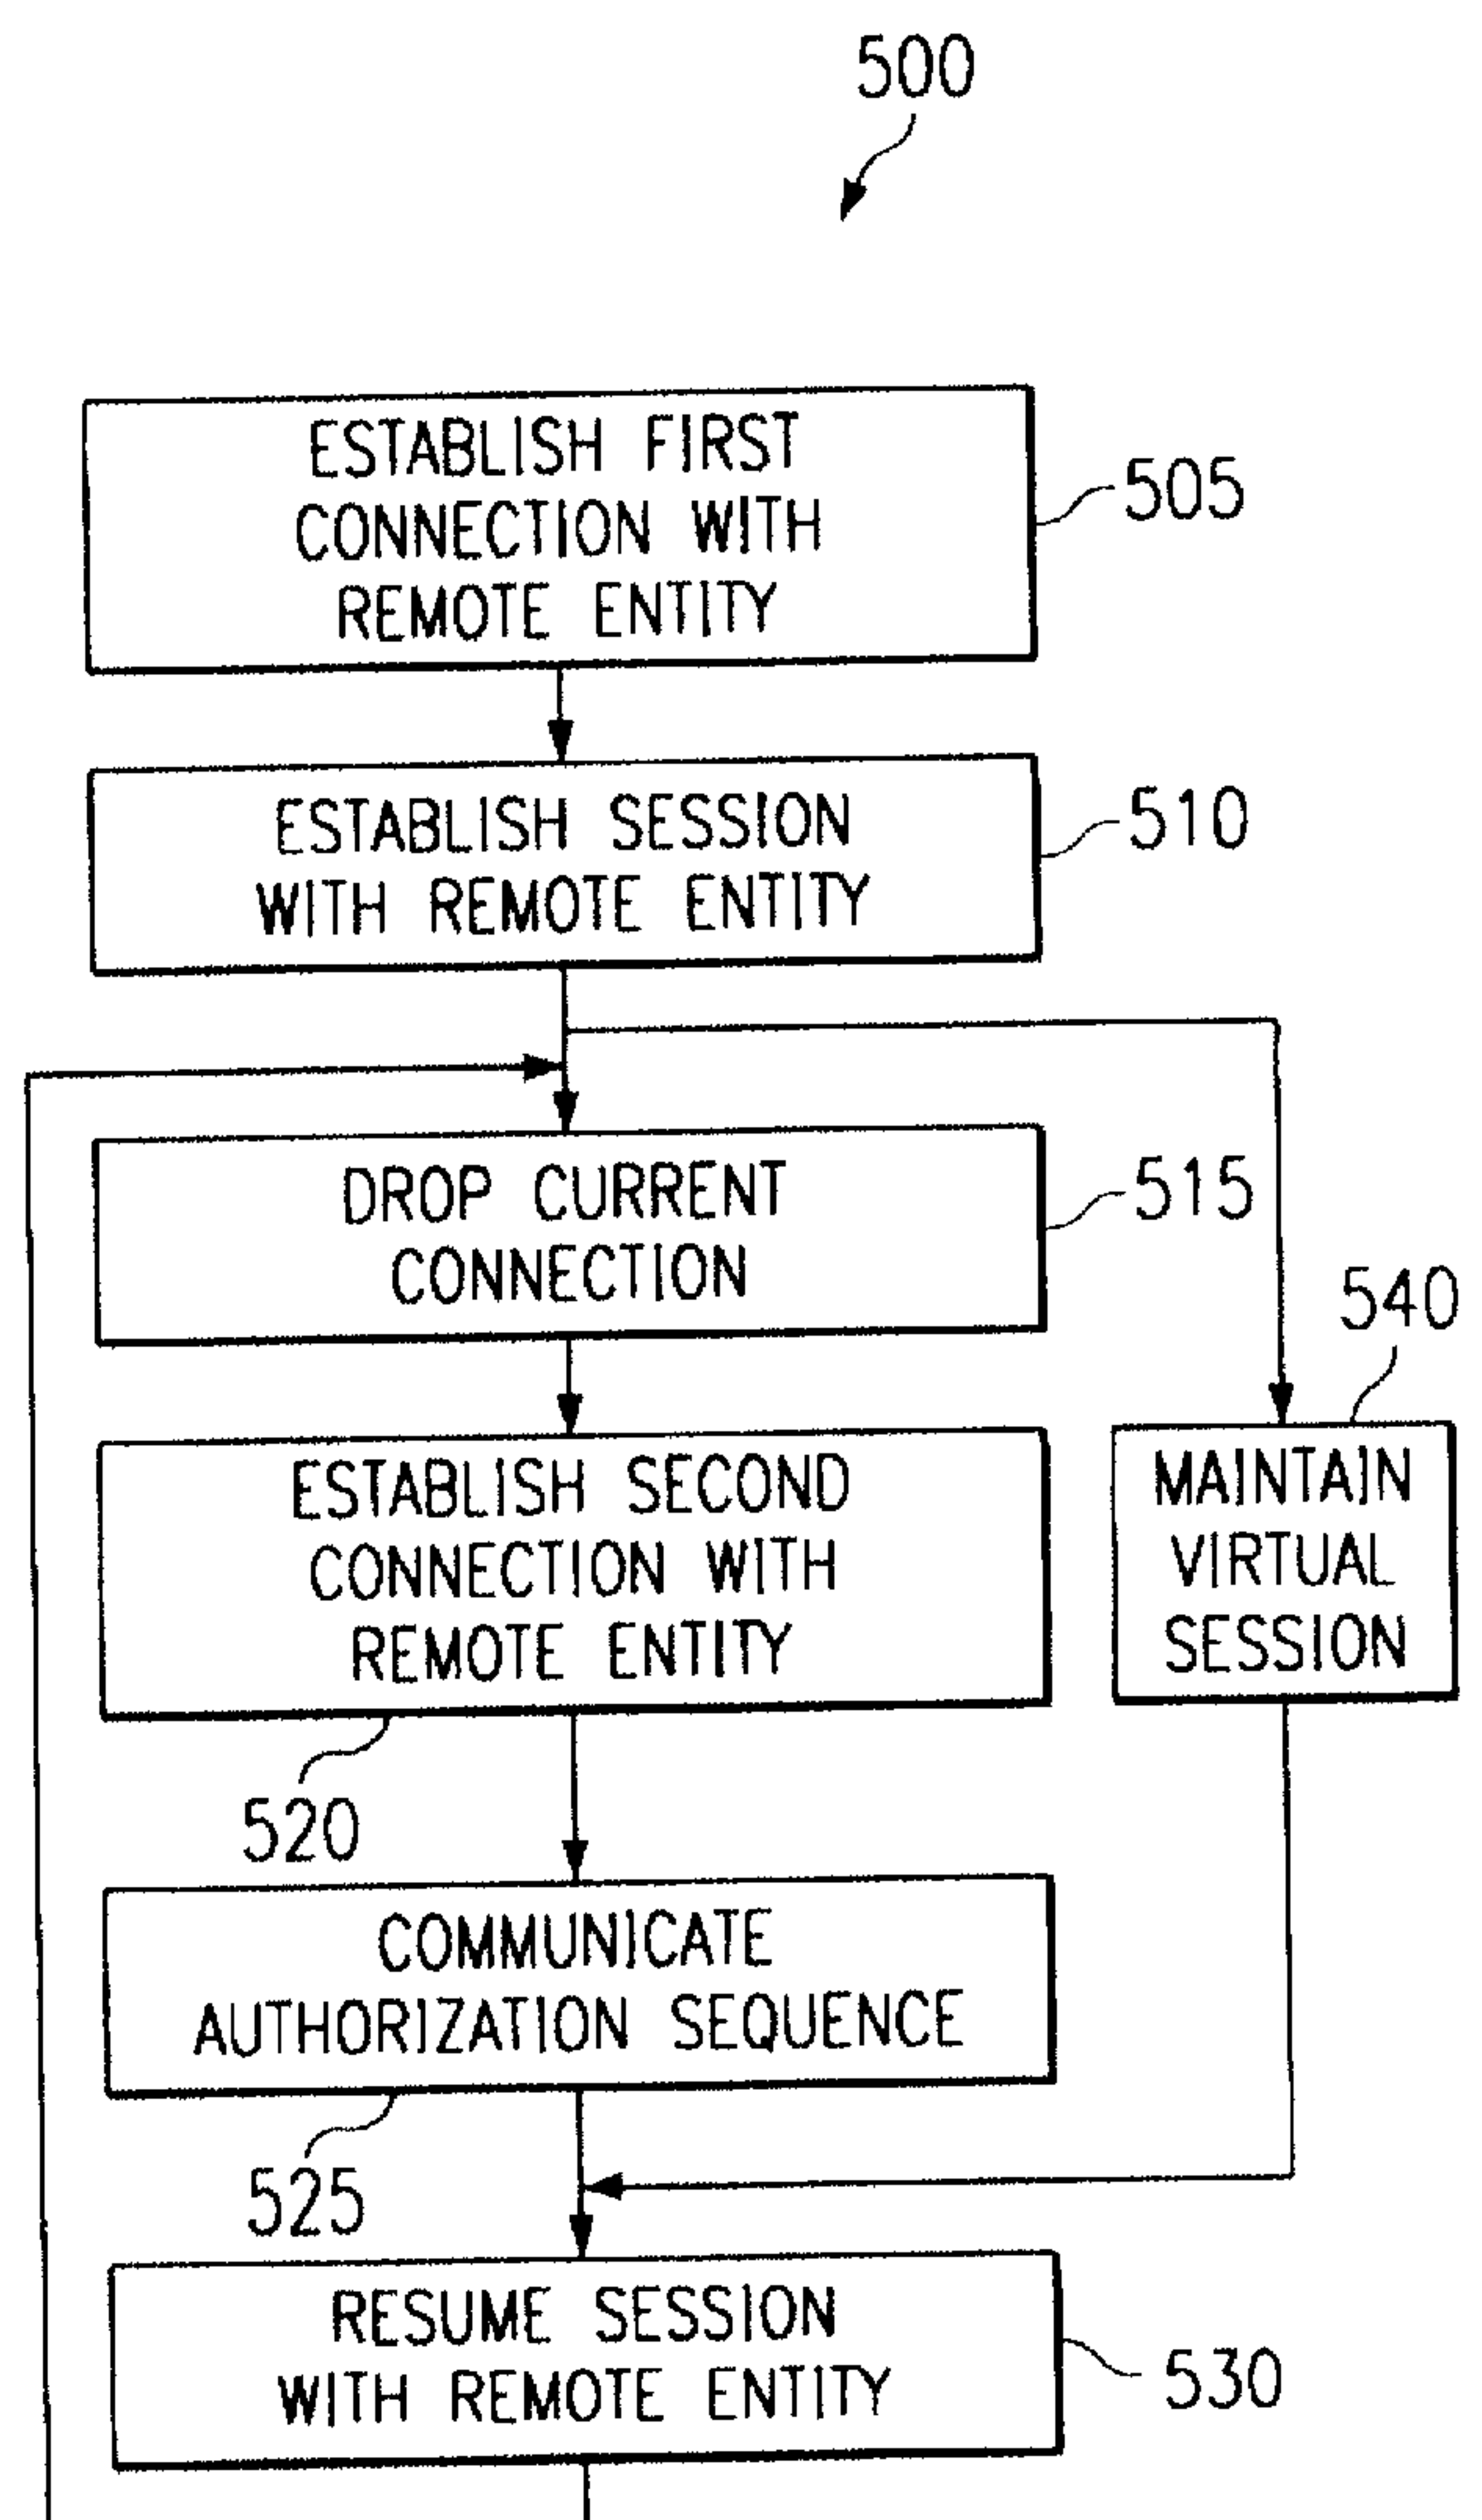 500
ESTABLISH FIRST
CONNECTION WITH
REMOTE ENTITY
505
ESTABLISH SESSION
WITH REMOTE ENTITY
510
DROP CURRENT
CONNECTION
515
540
ESTABLISH SECOND
CONNECTION WITH
REMOTE ENTITY
MAINTAIN
VIRTUAL
SESSION
520
COMMUNICATE
AUTHORIZATION SEQUENCE
525
RESUME SESSION
WITH REMOTE ENTITY
530